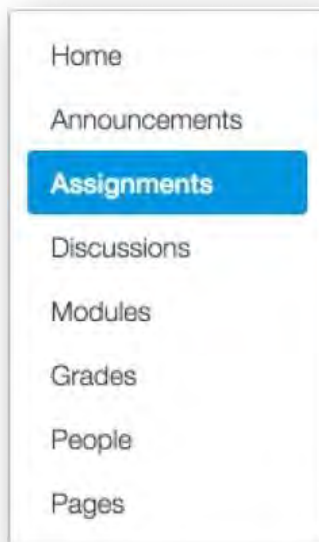 Home
Announcements
Assignments
Discussions
Modules
Grades
People
Pages